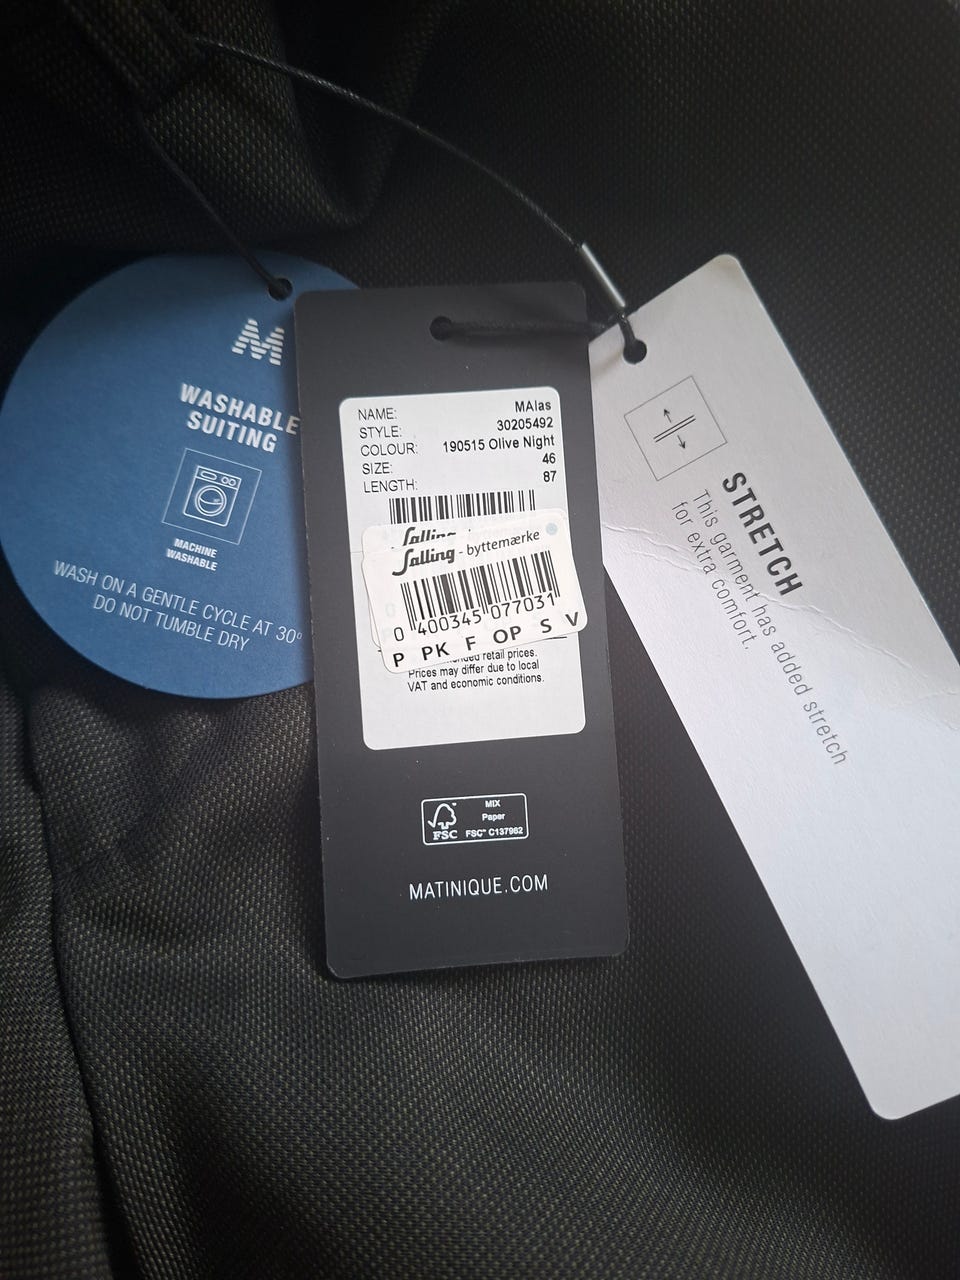 M
WASHABLE
SUITING
MACHINE
WASHABLE
WASH ON A GENTLE CYCLE AT 30°
DO NOT TUMBLE DRY
NAME: MAlas
STYLE: 30205492
COLOUR: 190515 Olive Night
SIZE: 46
LENGTH: 87
Salling
Salling - byttemærke
0 400345 077031
P PK F OP S V
retail prices.
Prices may differ due to local
VAT and economic conditions.
FSC
MIX
Paper
FSC™ C137962
MATINIQUE.COM
STRETCH
This garment has added stretch
for extra comfort.